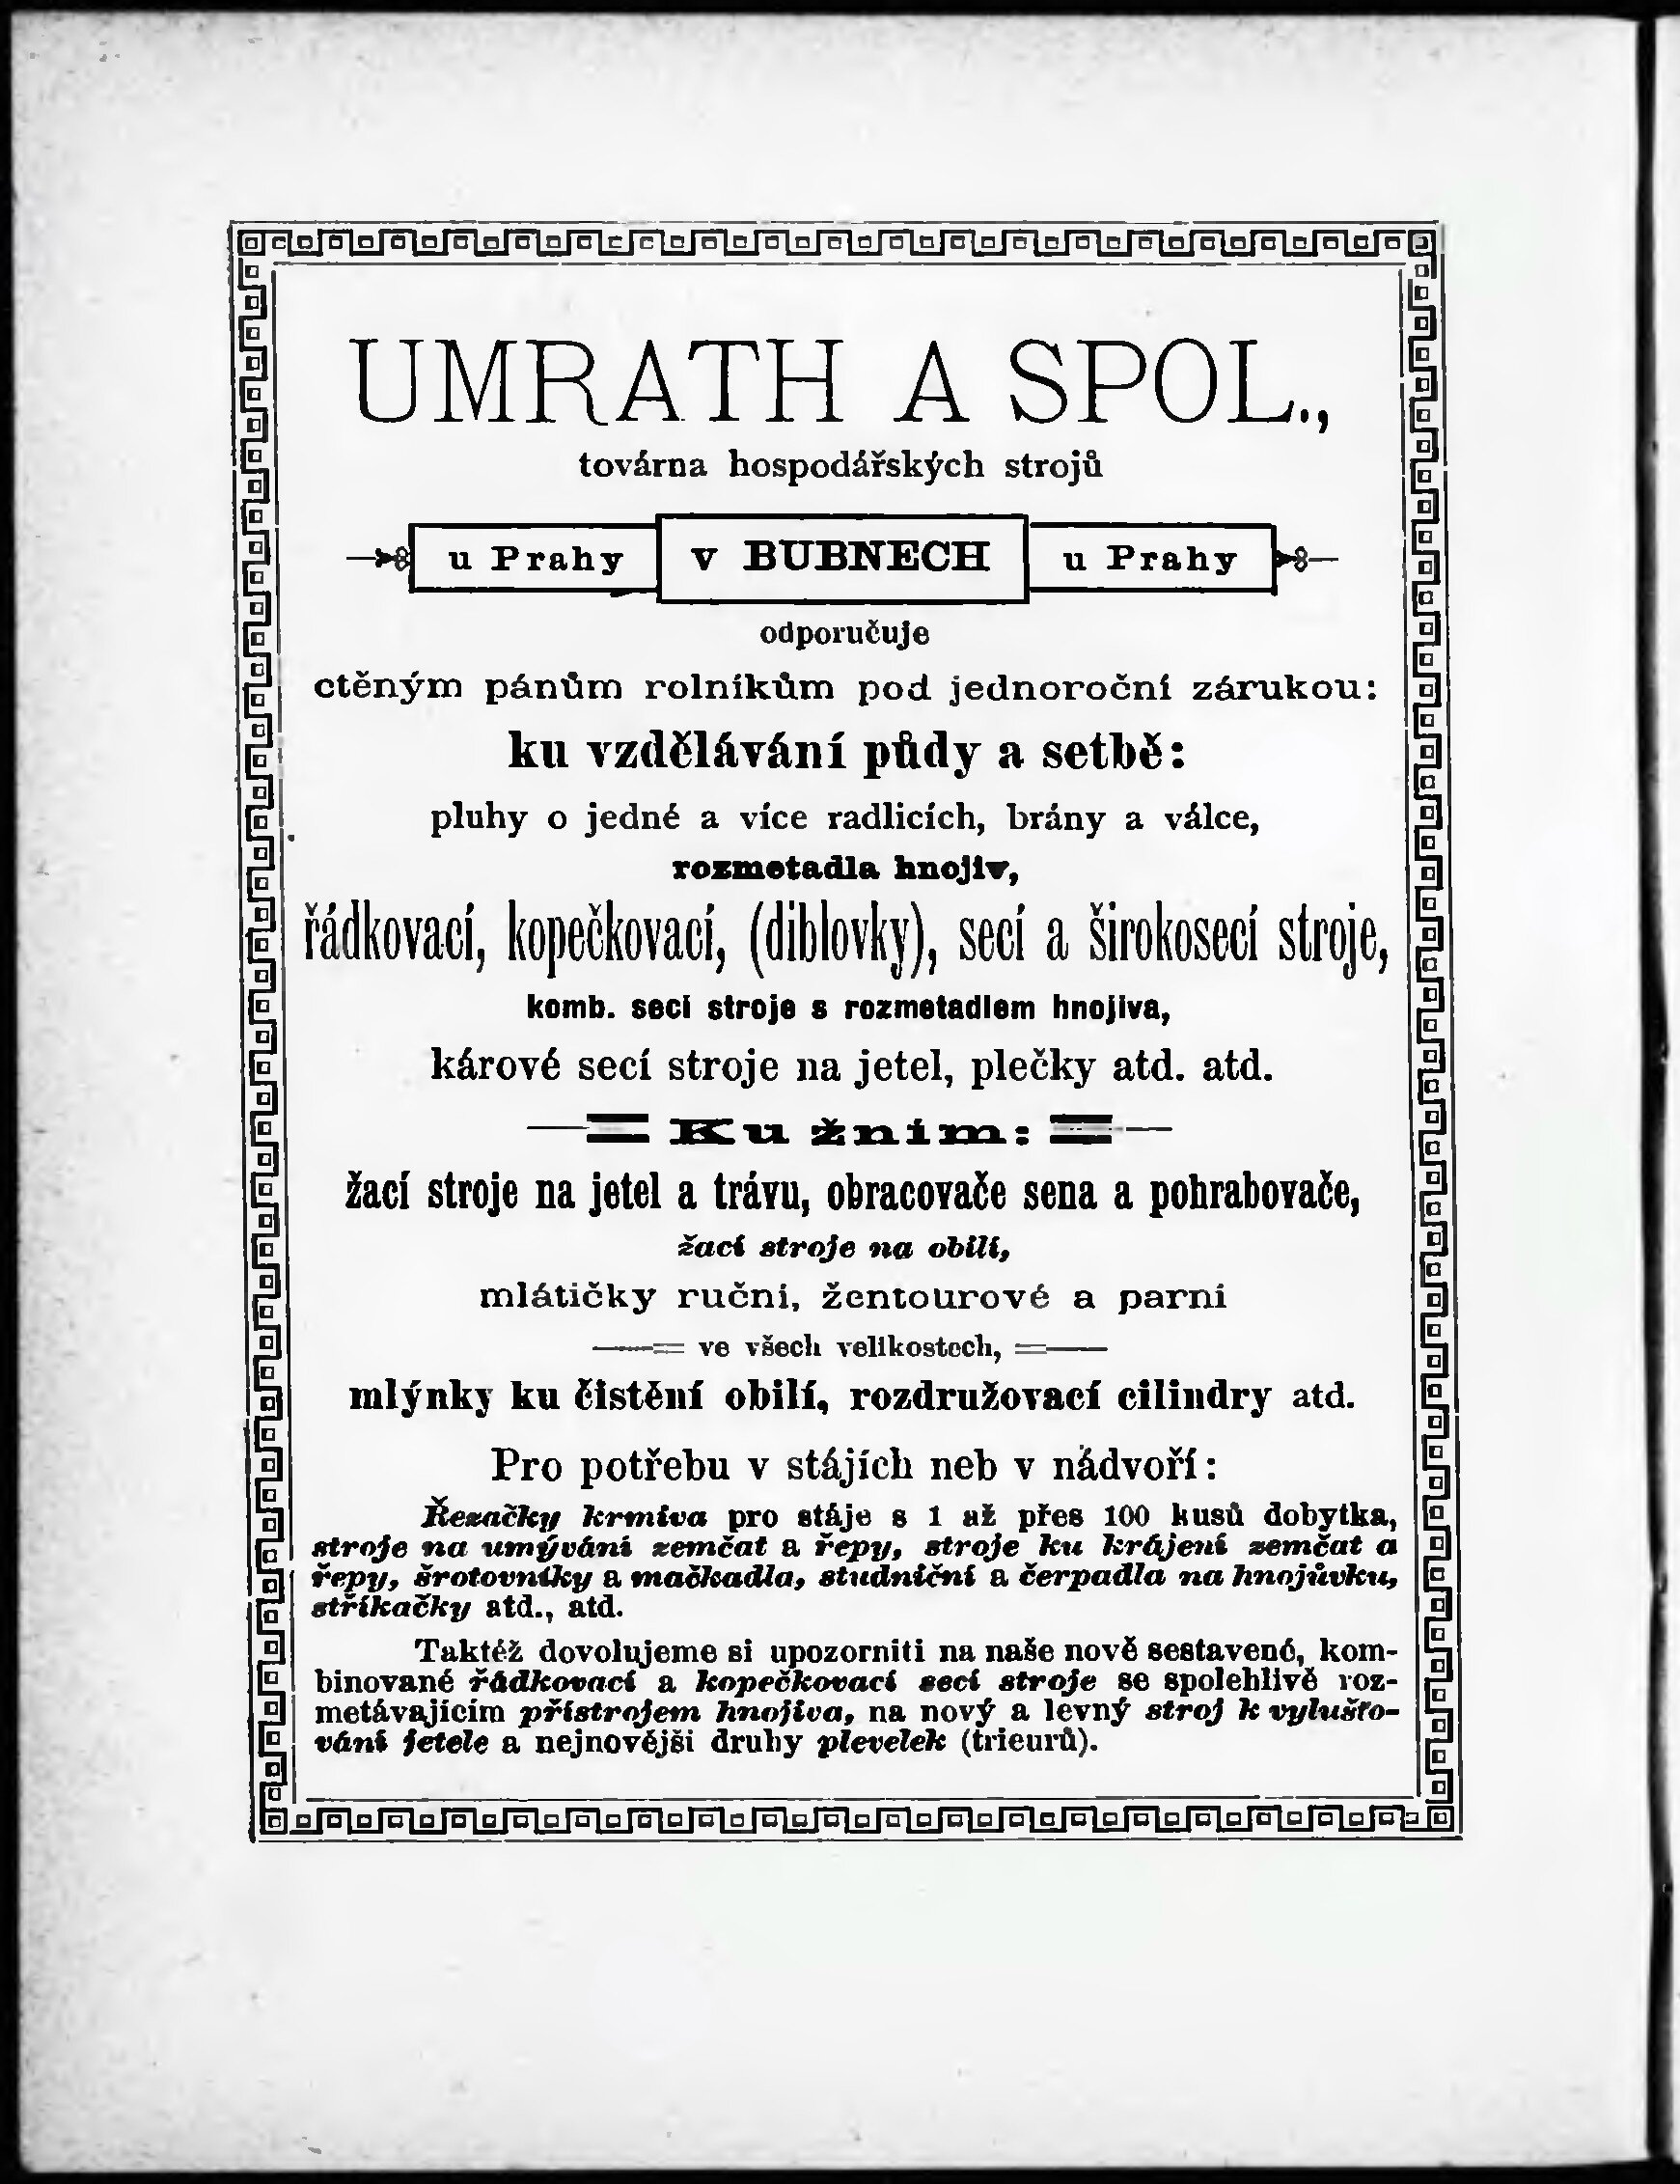 UMRATH A SPOL.,
továrna hospodářských strojů
u Prahy v BUBNECH u Prahy
odporučuje
ctěným pánům rolníkům pod jednoroční zárukou:
ku vzdělávání půdy a setbě:
pluhy o jedné a více radlicích, brány a válce,
rozmetadla hnojiv,
řádkovací, kopečkovací, (diblovky), secí a širokosecí stroje,
komb. secí stroje s rozmetadlem hnojiva,
kárové secí stroje na jetel, plečky atd. atd.
Ku žním:
žací stroje na jetel a trávu, obracovače sena a pohrabovače,
žací stroje na obilí,
mlátičky ruční, žentourové a parní
ve všech velikostech,
mlýnky ku čistění obilí, rozdružovací cilindry atd.
Pro potřebu v stájích neb v nádvoří:
Řezačky krmiva pro stáje s 1 až přes 100 kusů dobytka,
stroje na umývání zemčat a řepy, stroje ku krájení zemčat a
řepy, šrotovníky a mačkadla, studniční a čerpadla na hnojůvku,
stříkačky atd., atd.
Taktéž dovolujeme si upozorniti na naše nově sestavené, kom-
binované řádkovací a kopečkovací secí stroje se spolehlivě roz-
metávajícím přístrojem hnojiva, na nový a levný stroj k vylušťo-
vání jetele a nejnovější druhy plevelek (trieurů).